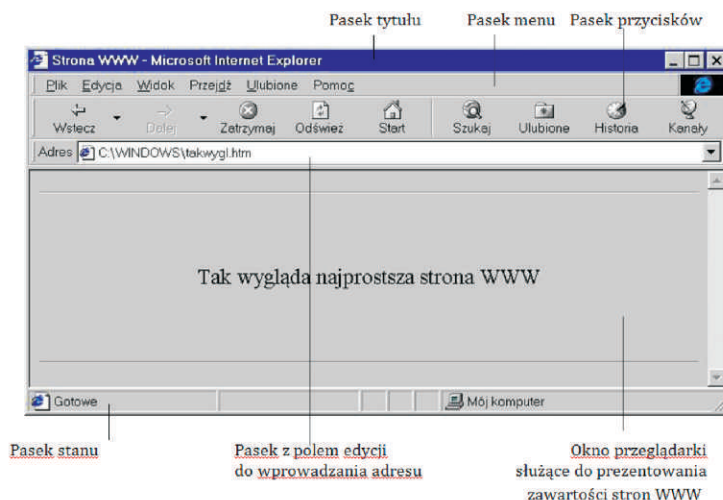 Pasek tytułu Pasek menu Pasek przycisków
Strona WWW - Microsoft Internet Explorer
Plik Edycja Widok Przejdź Ulubione Pomoc
Wstecz Dalej Zatrzymaj Odśwież Start Szukaj Ulubione Historia Kanały
Adres C:\WINDOWS\takwygl.htm
Tak wygląda najprostsza strona WWW
Gotowe Mój komputer
Pasek stanu Pasek z polem edycji Okno przeglądarki
do wprowadzania adresu służące do prezentowania
zawartości stron WWW